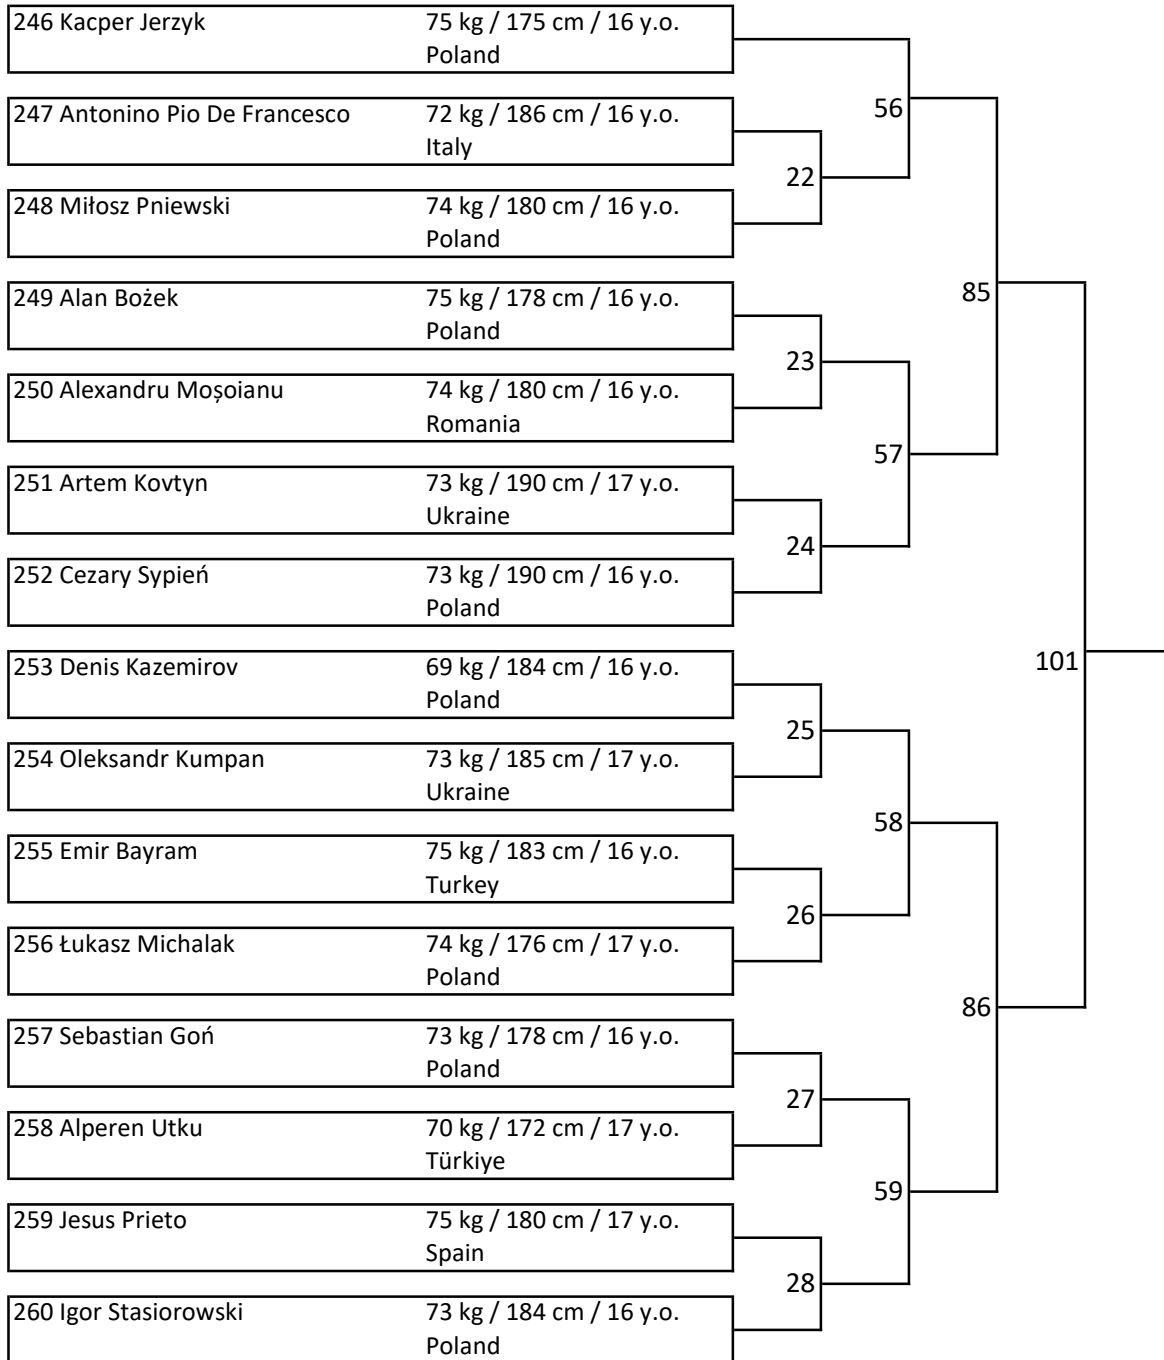 246 Kacper Jerzyk 75 kg / 175 cm / 16 y.o.
Poland
56
247 Antonino Pio De Francesco 72 kg / 186 cm / 16 y.o.
Italy
22
248 Miłosz Pniewski 74 kg / 180 cm / 16 y.o.
Poland
85
249 Alan Bożek 75 kg / 178 cm / 16 y.o.
Poland
23
250 Alexandru Moșoianu 74 kg / 180 cm / 16 y.o.
Romania
57
251 Artem Kovtyn 73 kg / 190 cm / 17 y.o.
Ukraine
24
252 Cezary Sypień 73 kg / 190 cm / 16 y.o.
Poland
101
253 Denis Kazemirov 69 kg / 184 cm / 16 y.o.
Poland
25
254 Oleksandr Kumpan 73 kg / 185 cm / 17 y.o.
Ukraine
58
255 Emir Bayram 75 kg / 183 cm / 16 y.o.
Turkey
26
256 Łukasz Michalak 74 kg / 176 cm / 17 y.o.
Poland
86
257 Sebastian Goń 73 kg / 178 cm / 16 y.o.
Poland
27
258 Alperen Utku 70 kg / 172 cm / 17 y.o.
Türkiye
59
259 Jesus Prieto 75 kg / 180 cm / 17 y.o.
Spain
28
260 Igor Stasiorowski 73 kg / 184 cm / 16 y.o.
Poland